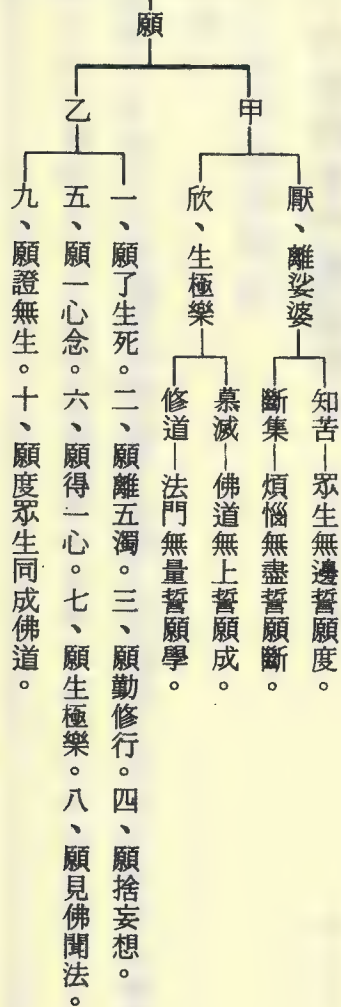 願
甲
厭、離娑婆
知苦—眾生無邊誓願度。
斷集—煩惱無盡誓願斷。
欣、生極樂
慕滅—佛道無上誓願成。
修道—法門無量誓願學。
乙
一、願了生死。二、願離五濁。三、願勤修行。四、願捨妄想。
五、願一心念。六、願得一心。七、願生極樂。八、願見佛聞法。
九、願證無生。十、願度眾生同成佛道。